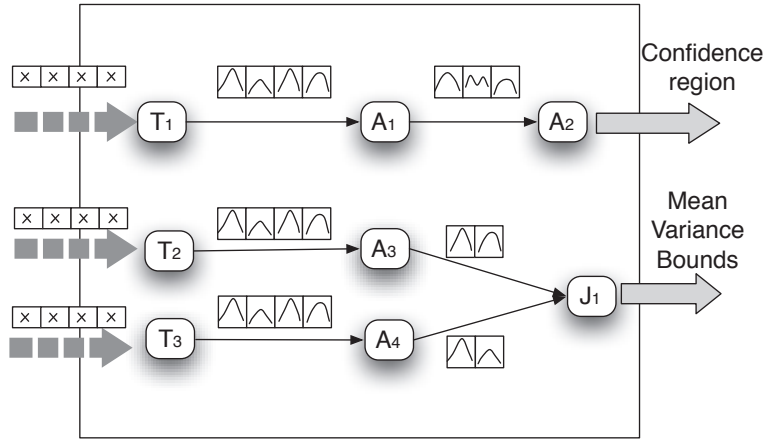 x x x x
Confidence
region
T1
A1
A2
x x x x
Mean
Variance
Bounds
T2
A3
J1
x x x x
T3
A4